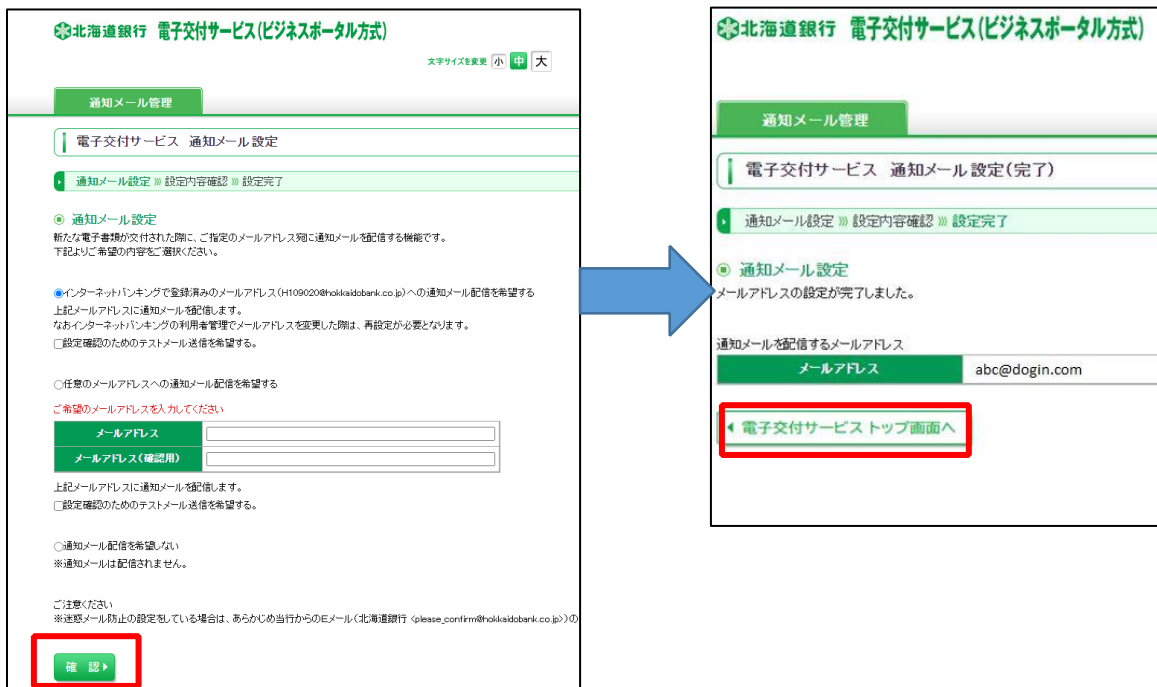 北海道銀行 電子交付サービス(ビジネスポータル方式)
文字サイズを変更 小 中 大
通知メール管理
電子交付サービス 通知メール設定
通知メール設定 》》 設定内容確認 》》 設定完了
通知メール設定
新たな電子書類が交付された際に、ご指定のメールアドレス宛に通知メールを配信する機能です。
下記よりご希望の内容をご選択ください。
インターネットバンキングで登録済みのメールアドレス(H109020@hokkaidobank.co.jp)への通知メール配信を希望する
上記メールアドレスに通知メールを配信します。
なおインターネットバンキングの利用者管理でメールアドレスを変更した際は、再設定が必要となります。
設定確認のためのテストメール送信を希望する。
任意のメールアドレスへの通知メール配信を希望する
ご希望のメールアドレスを入力してください
メールアドレス
メールアドレス(確認用)
上記メールアドレスに通知メールを配信します。
設定確認のためのテストメール送信を希望する。
通知メール配信を希望しない
※通知メールは配信されません。
ご注意ください
※迷惑メール防止の設定をしている場合は、あらかじめ当行からのEメール(北海道銀行 <please_confirm@hokkaidobank.co.jp>)の
確 認
北海道銀行 電子交付サービス(ビジネスポータル方式)
通知メール管理
電子交付サービス 通知メール設定(完了)
通知メール設定 》》 設定内容確認 》》 設定完了
通知メール設定
メールアドレスの設定が完了しました。
通知メールを配信するメールアドレス
メールアドレス abc@dogin.com
電子交付サービス トップ画面へ